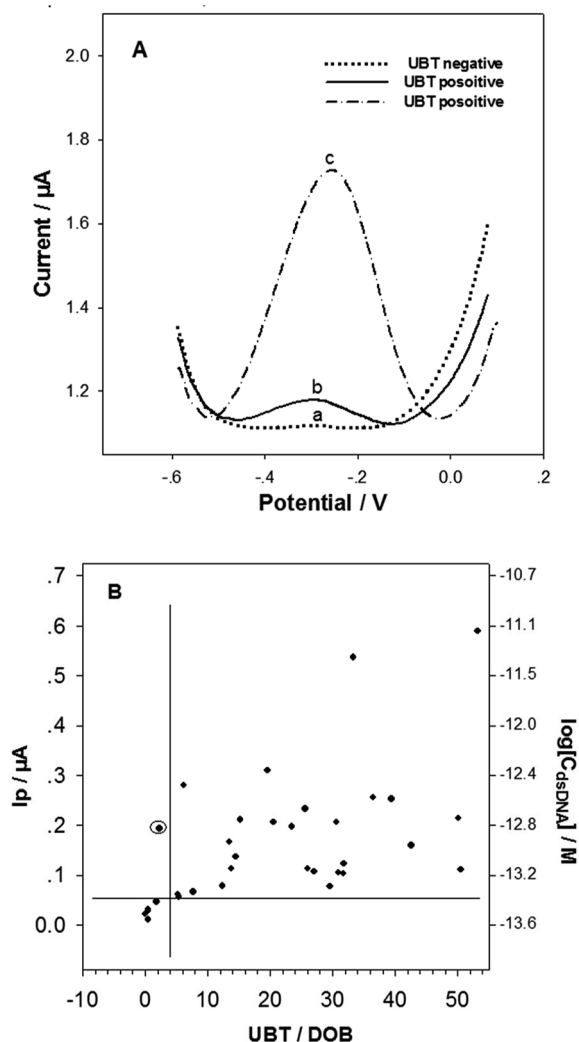 A
2.0
1.8
1.6
1.4
1.2
Current / µA
UBT negative
UBT posoitive
UBT posoitive
c
b
a
-.6 -.4 -.2 0.0 .2
Potential / V
B
.7
.6
.5
.4
.3
.2
.1
0.0
Ip / µA
-10.7
-11.1
-11.5
-12.0
-12.4
-12.8
-13.2
-13.6
log[CdsDNA] / M
-10 0 10 20 30 40 50
UBT / DOB